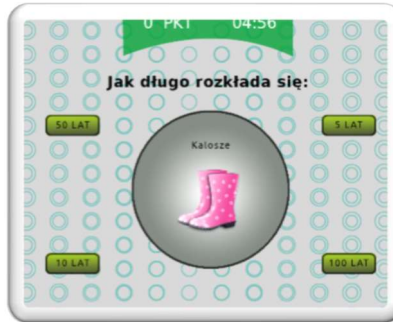 0 PKT 04:56
Jak długo rozkłada się:
50 LAT
5 LAT
Kalosze
10 LAT
100 LAT